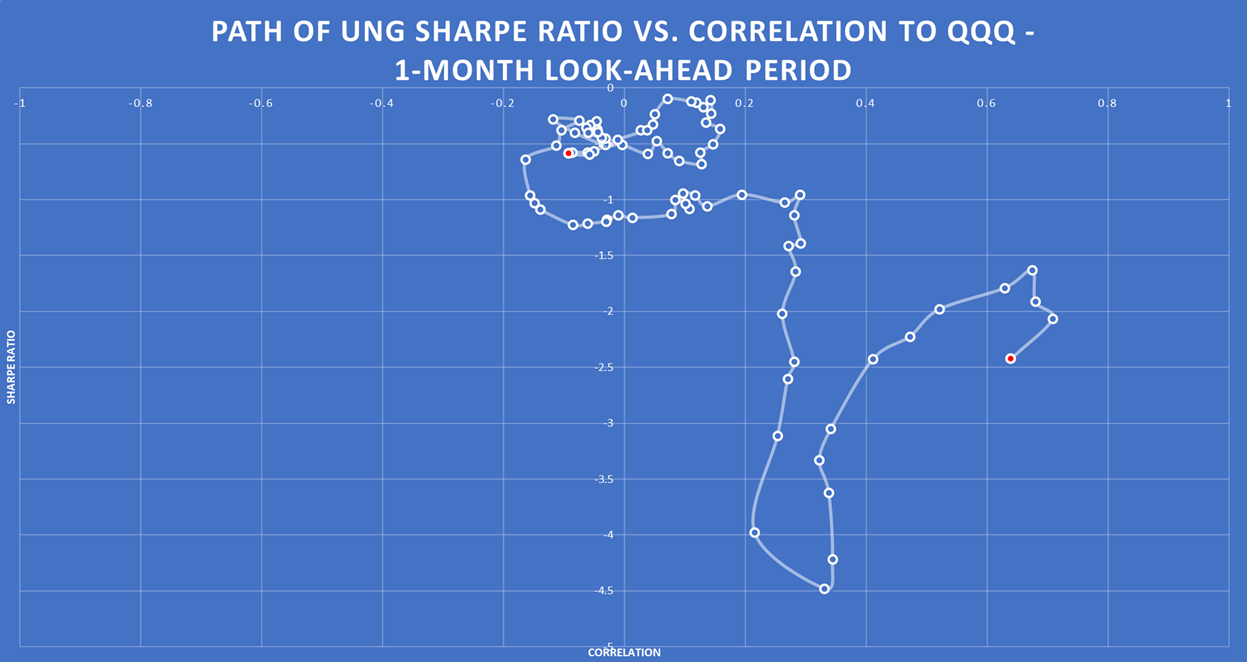 PATH OF UNG SHARPE RATIO VS. CORRELATION TO QQQ -
1-MONTH LOOK-AHEAD PERIOD
0
-1 -0.8 -0.6 -0.4 -0.2 0 0.2 0.4 0.6 0.8 1
-1
-1.5
-2
SHARPE RATIO
-2.5
-3
-3.5
-4
-4.5
-5
CORRELATION